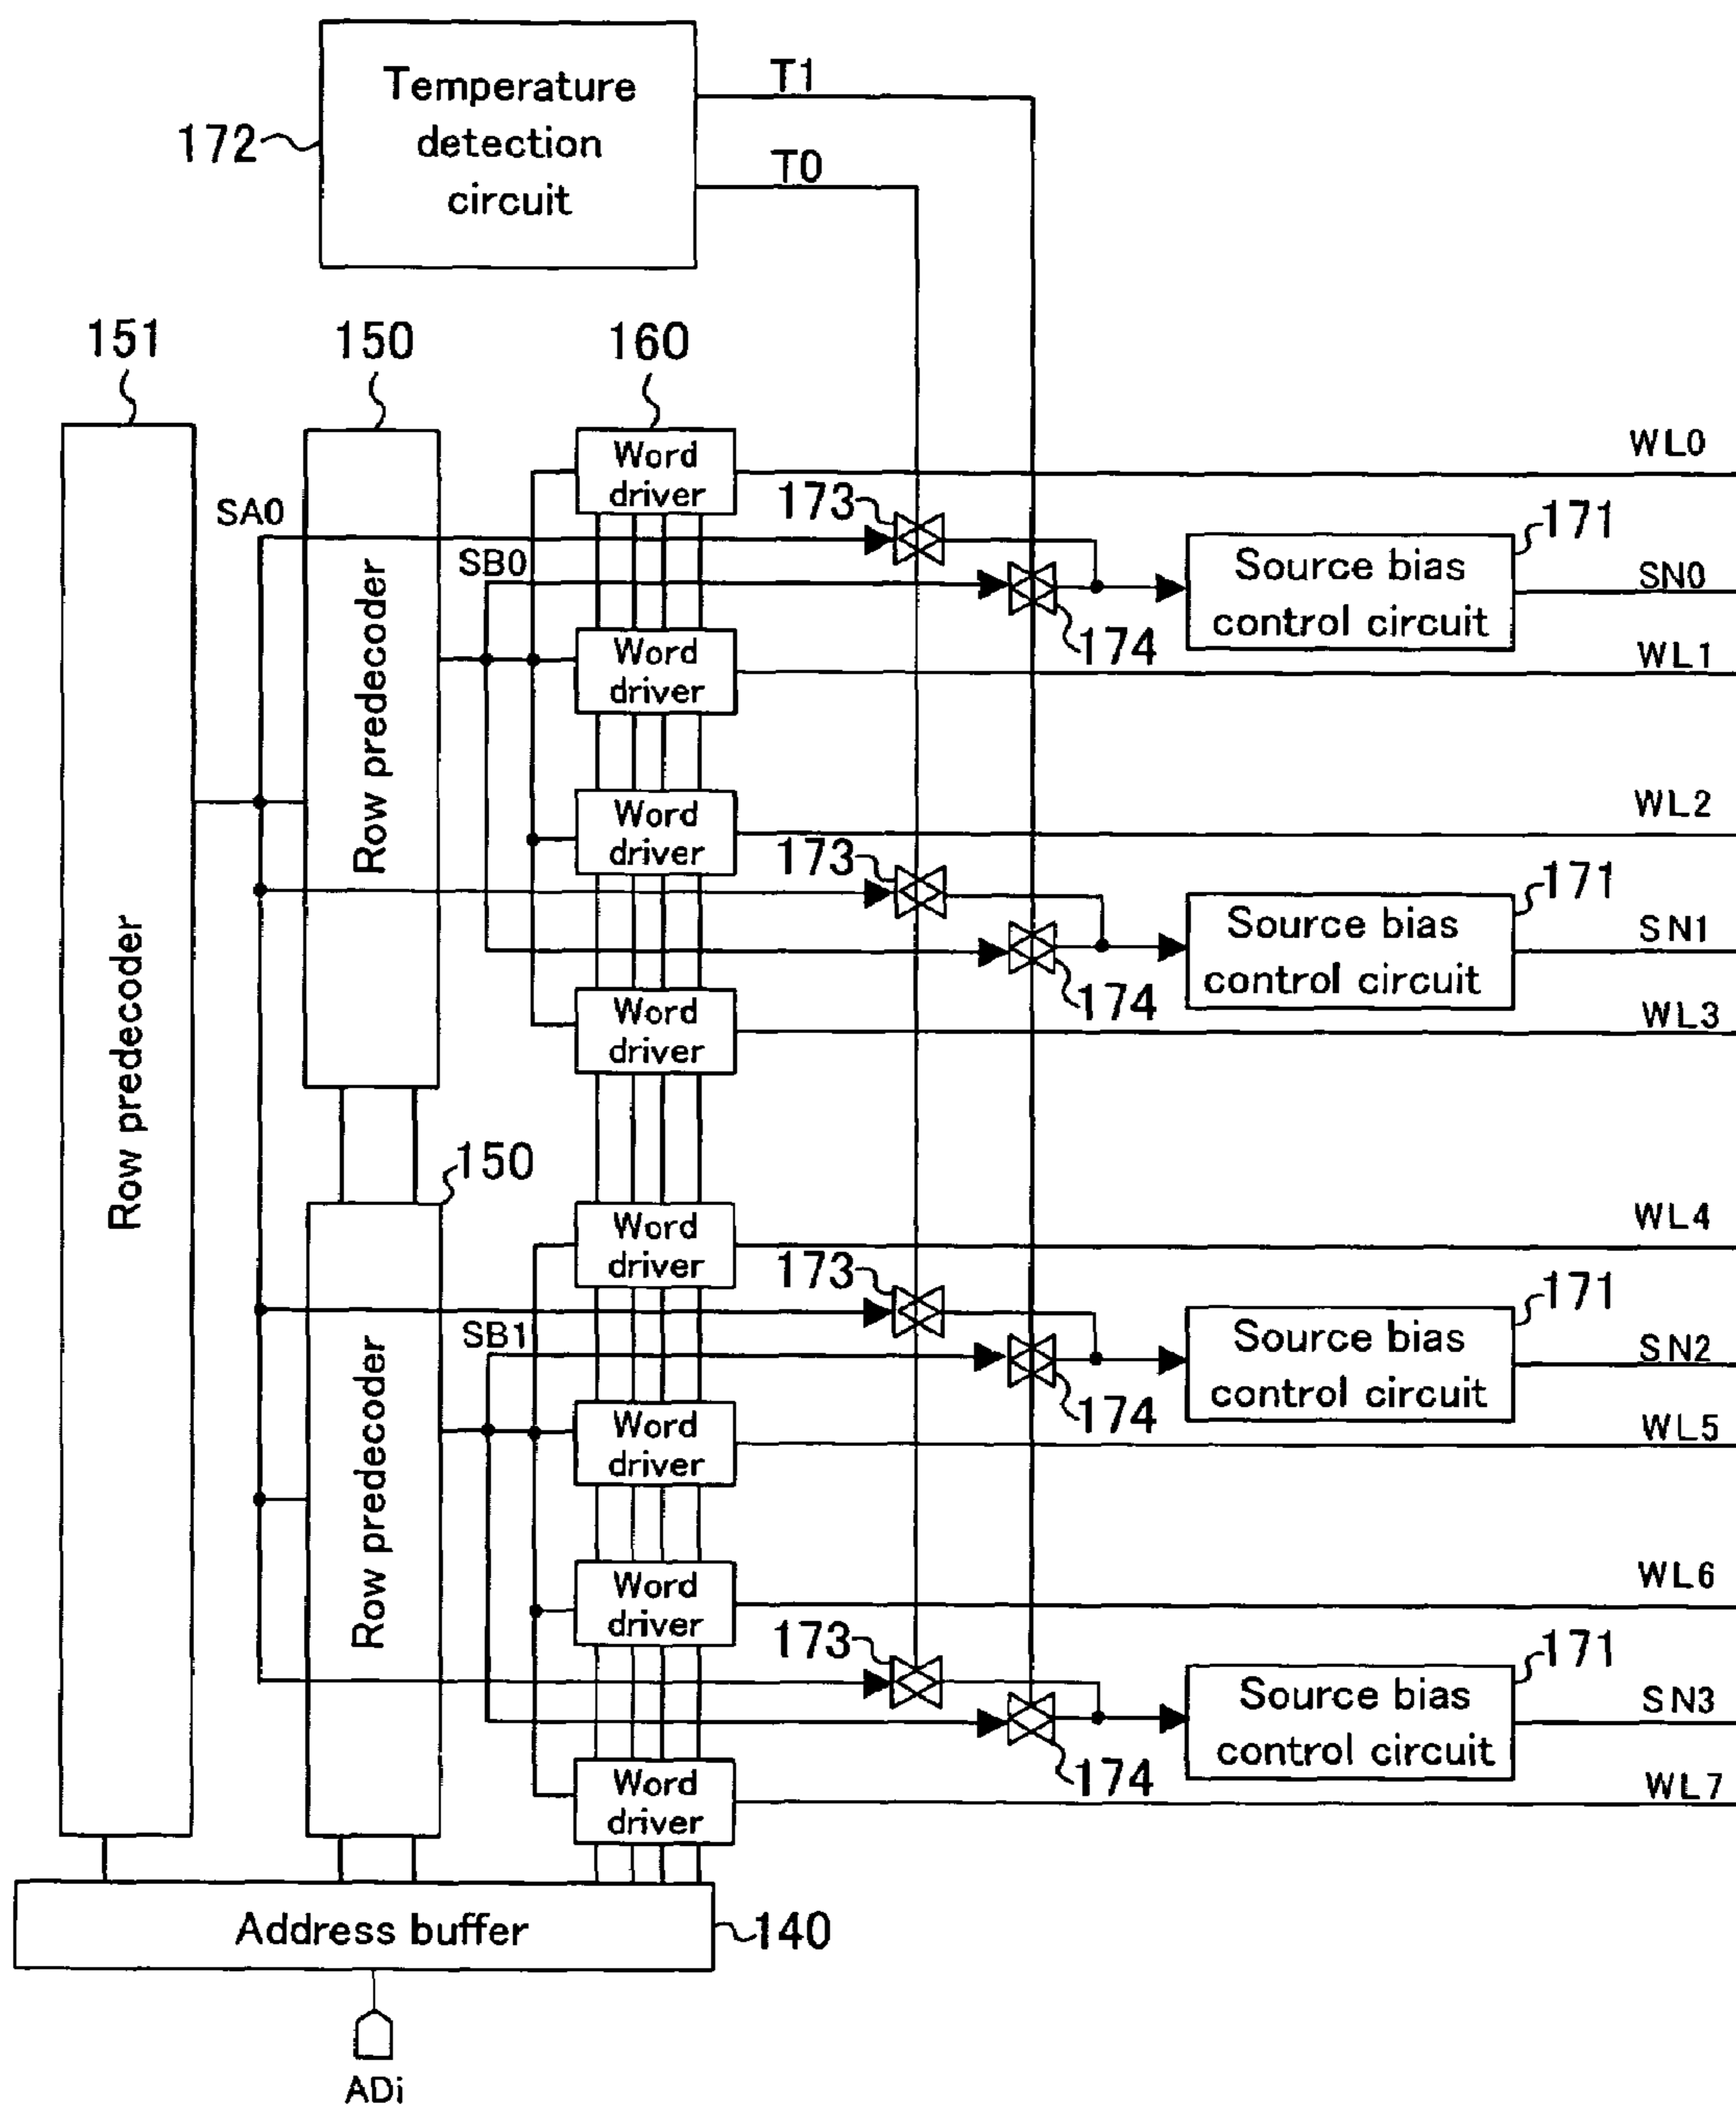 Temperature
detection
circuit
172
T1
T0
151
150
160
Word
driver
WL0
SA0
173
171
SB0
Source bias
control circuit
SN0
174
Word
driver
WL1
Row predecoder
Word
driver
WL2
173
171
Source bias
control circuit
SN1
174
Row predecoder
Word
driver
WL3
150
Word
driver
WL4
173
171
SB1
Source bias
control circuit
SN2
174
Word
driver
WL5
Row predecoder
Word
driver
WL6
173
171
Source bias
control circuit
SN3
174
Word
driver
WL7
Address buffer
140
ADi